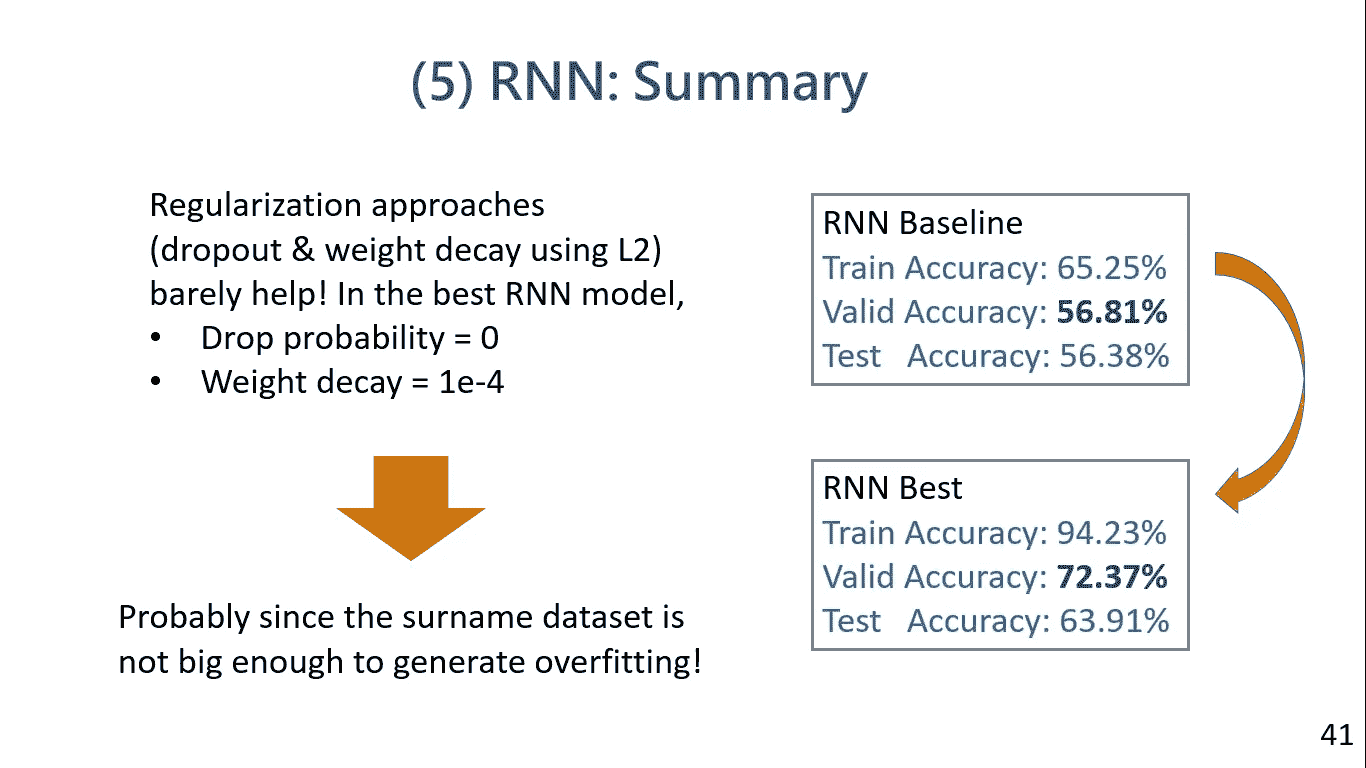 (5) RNN: Summary
Regularization approaches
(dropout & weight decay using L2)
barely help! In the best RNN model,
• Drop probability = 0
• Weight decay = 1e-4
Probably since the surname dataset is
not big enough to generate overfitting!
RNN Baseline
Train Accuracy: 65.25%
Valid Accuracy: 56.81%
Test Accuracy: 56.38%
RNN Best
Train Accuracy: 94.23%
Valid Accuracy: 72.37%
Test Accuracy: 63.91%
41